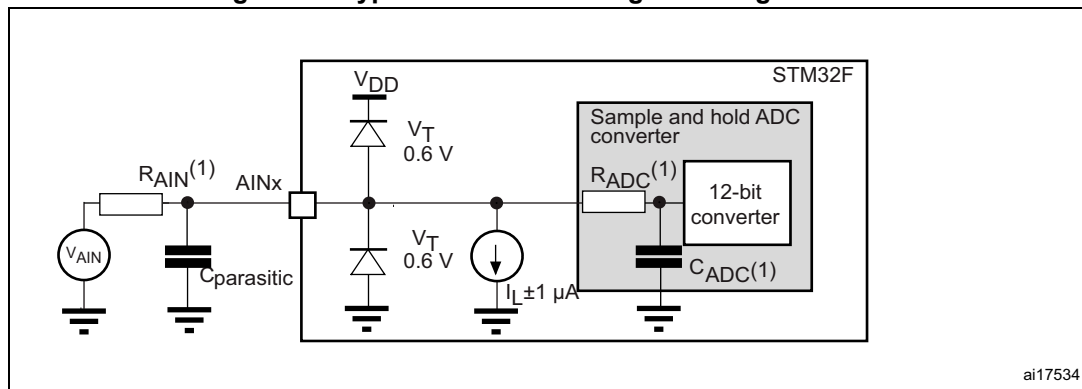 STM32F
VDD
Sample and hold ADC
converter
VT
0.6 V
RAIN(1)
AINx
RADC(1)
12-bit
converter
VAIN
Cparasitic
VT
0.6 V
IL±1 µA
CADC(1)
ai17534